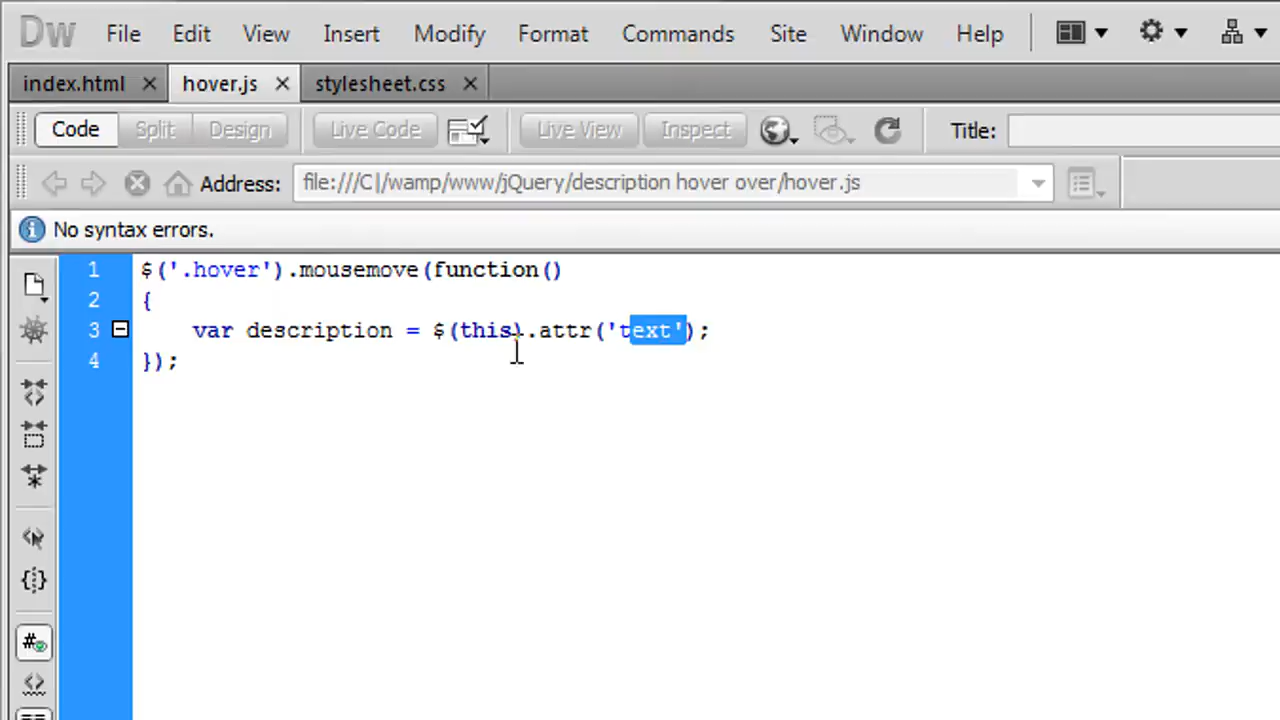 Dw File Edit View Insert Modify Format Commands Site Window Help
index.html hover.js stylesheet.css
Code Split Design Live Code Live View Inspect Title:
Address: file:///C|/wamp/www/jQuery/description hover over/hover.js
No syntax errors.
1 $('.hover').mousemove(function()
2 {
3 var description = $(this).attr('text');
4 });